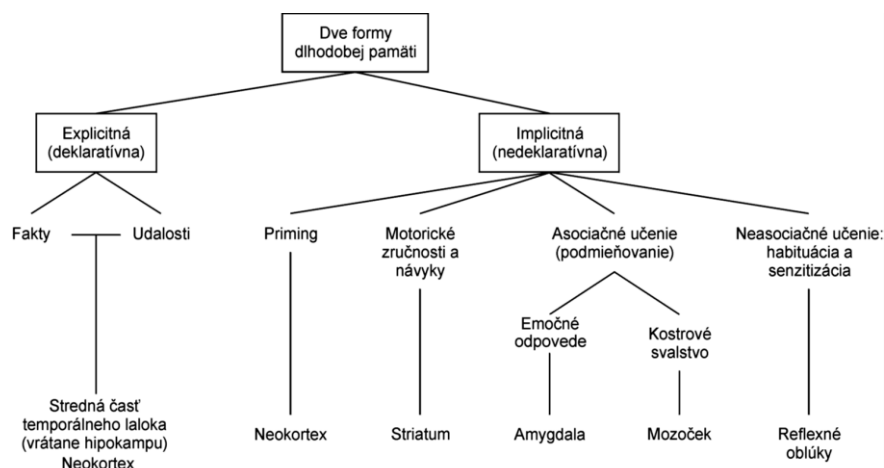 Dve formy
dlhodobej pamäti
Explicitná
(deklaratívna)
Implicitná
(nedeklaratívna)
Fakty
Udalosti
Priming
Motorické
zručnosti a
návyky
Asociačné učenie
(podmieňovanie)
Neasociačné učenie:
habituácia a
senzitizácia
Emočné
odpovede
Kostrové
svalstvo
Stredná časť
temporálneho laloka
(vrátane hipokampu)
Neokortex
Neokortex
Striatum
Amygdala
Mozoček
Reflexné
oblúky